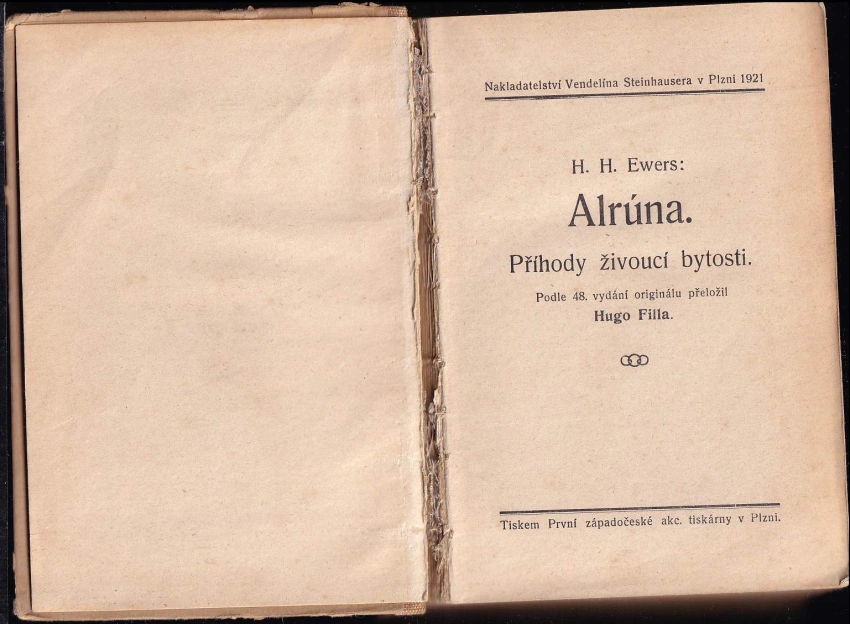 Nakladatelství Vendelína Steinhausera v Plzni 1921
H. H. Ewers:
Alrúna.
Příhody živoucí bytosti.
Podle 48. vydání originálu přeložil
Hugo Filla.
Tiskem První západočeské akc. tiskárny v Plzni.